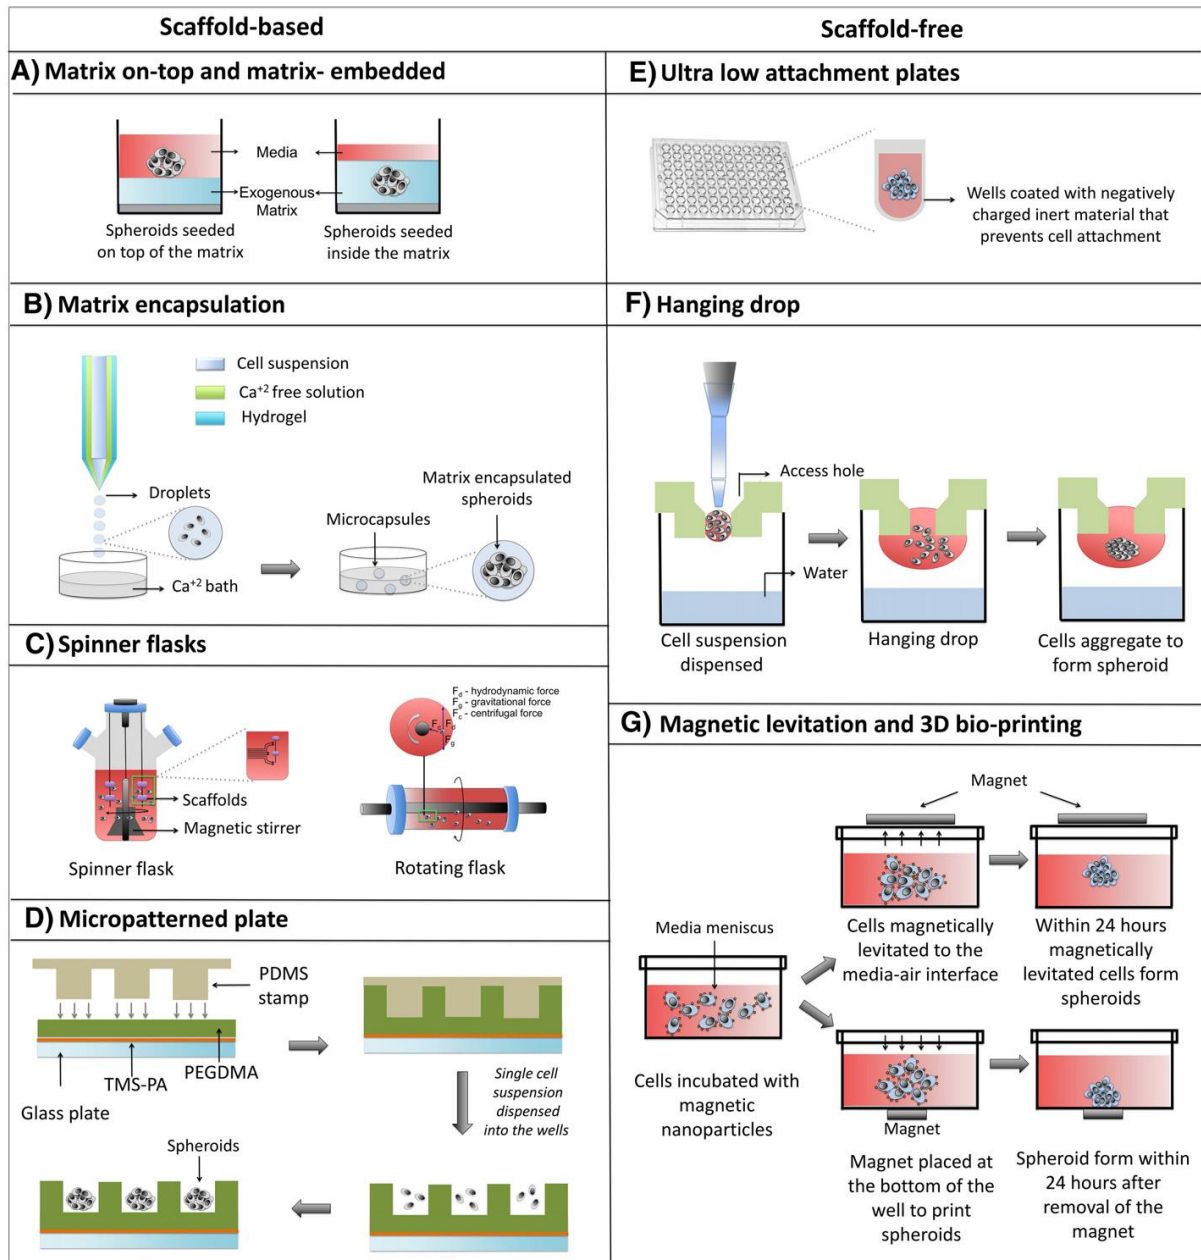 Scaffold-based
Scaffold-free
A) Matrix on-top and matrix- embedded
Media
Exogenous
Matrix
Spheroids seeded
on top of the matrix
Spheroids seeded
inside the matrix
B) Matrix encapsulation
Cell suspension
Ca+2 free solution
Hydrogel
Droplets
Ca+2 bath
Microcapsules
Matrix encapsulated
spheroids
C) Spinner flasks
Scaffolds
Magnetic stirrer
Spinner flask
Fd - hydrodynamic force
Fg - gravitational force
Fc - centrifugal force
Fc Fd
Fg
Rotating flask
D) Micropatterned plate
PDMS
stamp
PEGDMA
TMS-PA
Glass plate
Single cell
suspension
dispensed
into the wells
Spheroids
E) Ultra low attachment plates
Wells coated with negatively
charged inert material that
prevents cell attachment
F) Hanging drop
Access hole
Water
Cell suspension
dispensed
Hanging drop
Cells aggregate to
form spheroid
G) Magnetic levitation and 3D bio-printing
Magnet
Media meniscus
Cells incubated with
magnetic
nanoparticles
Cells magnetically
levitated to the
media-air interface
Within 24 hours
magnetically
levitated cells form
spheroids
Magnet
Magnet placed at
the bottom of the
well to print
spheroids
Spheroid form within
24 hours after
removal of the
magnet